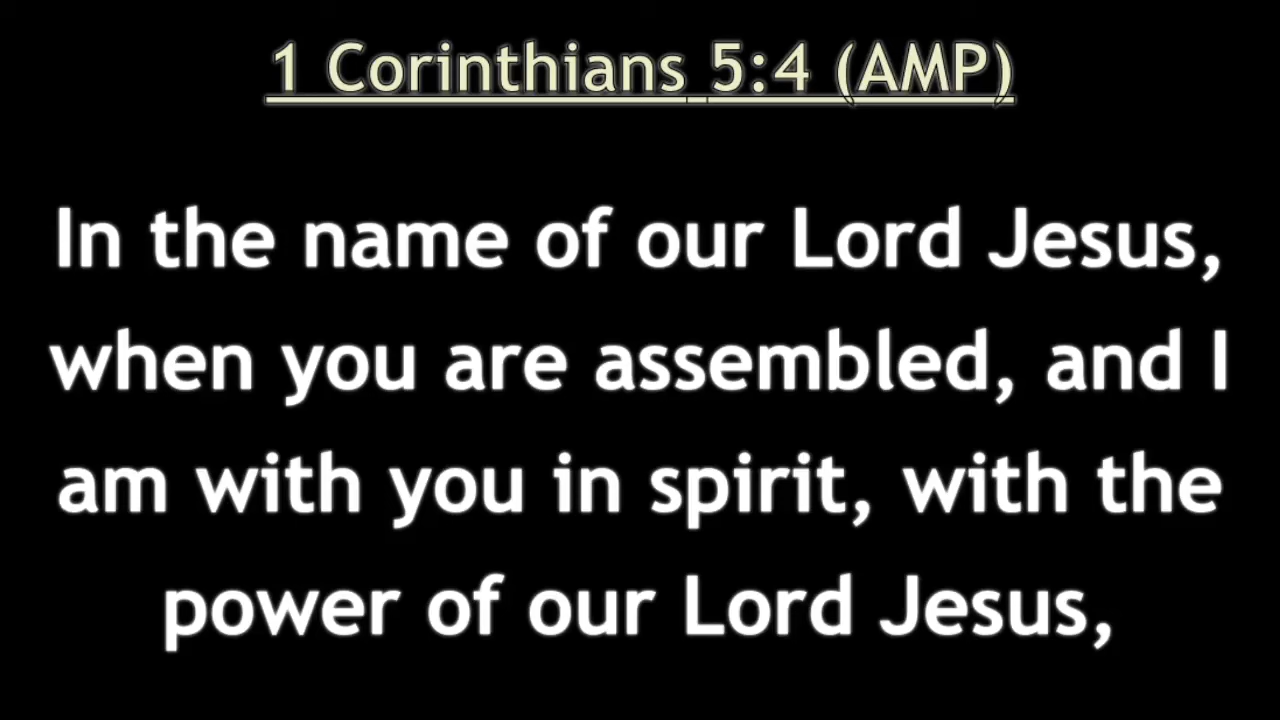 1 Corinthians 5:4 (AMP)
In the name of our Lord Jesus,
when you are assembled, and I
am with you in spirit, with the
power of our Lord Jesus,